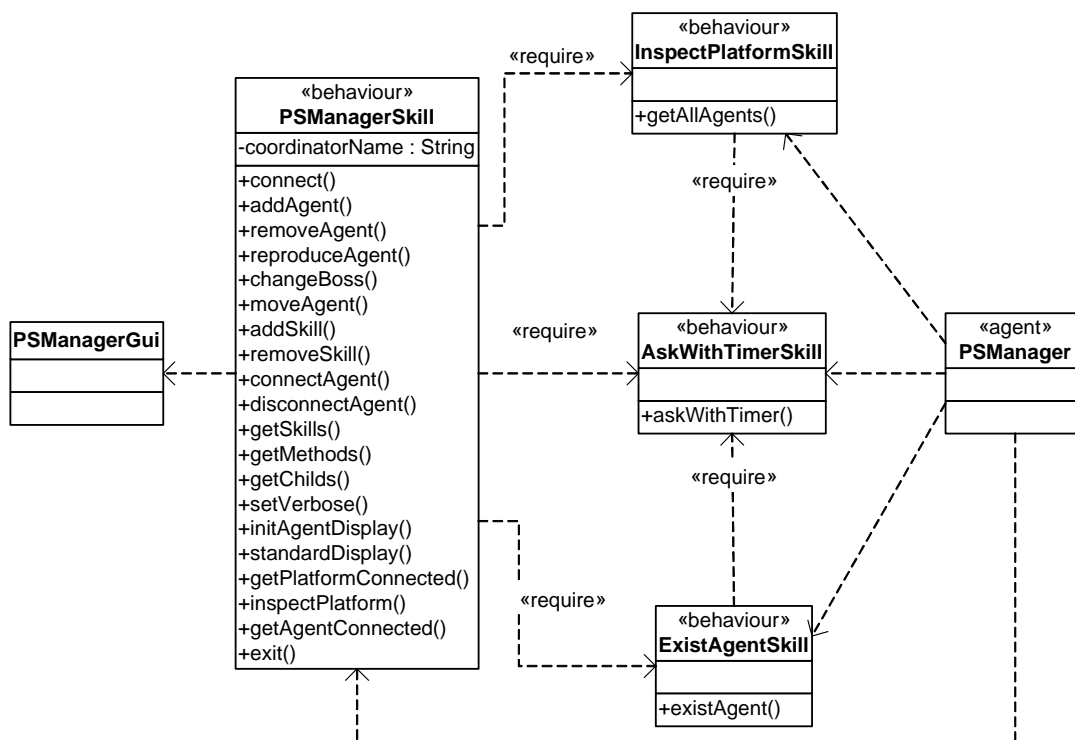 «behaviour»
InspectPlatformSkill
+getAllAgents()
«require»
«behaviour»
PSManagerSkill
-coordinatorName : String
+connect()
+addAgent()
+removeAgent()
+reproduceAgent()
+changeBoss()
+moveAgent()
+addSkill()
+removeSkill()
+connectAgent()
+disconnectAgent()
+getSkills()
+getMethods()
+getChilds()
+setVerbose()
+initAgentDisplay()
+standardDisplay()
+getPlatformConnected()
+inspectPlatform()
+getAgentConnected()
+exit()
«require»
PSManagerGui
«require»
«behaviour»
AskWithTimerSkill
+askWithTimer()
«agent»
PSManager
«require»
«require»
«behaviour»
ExistAgentSkill
+existAgent()